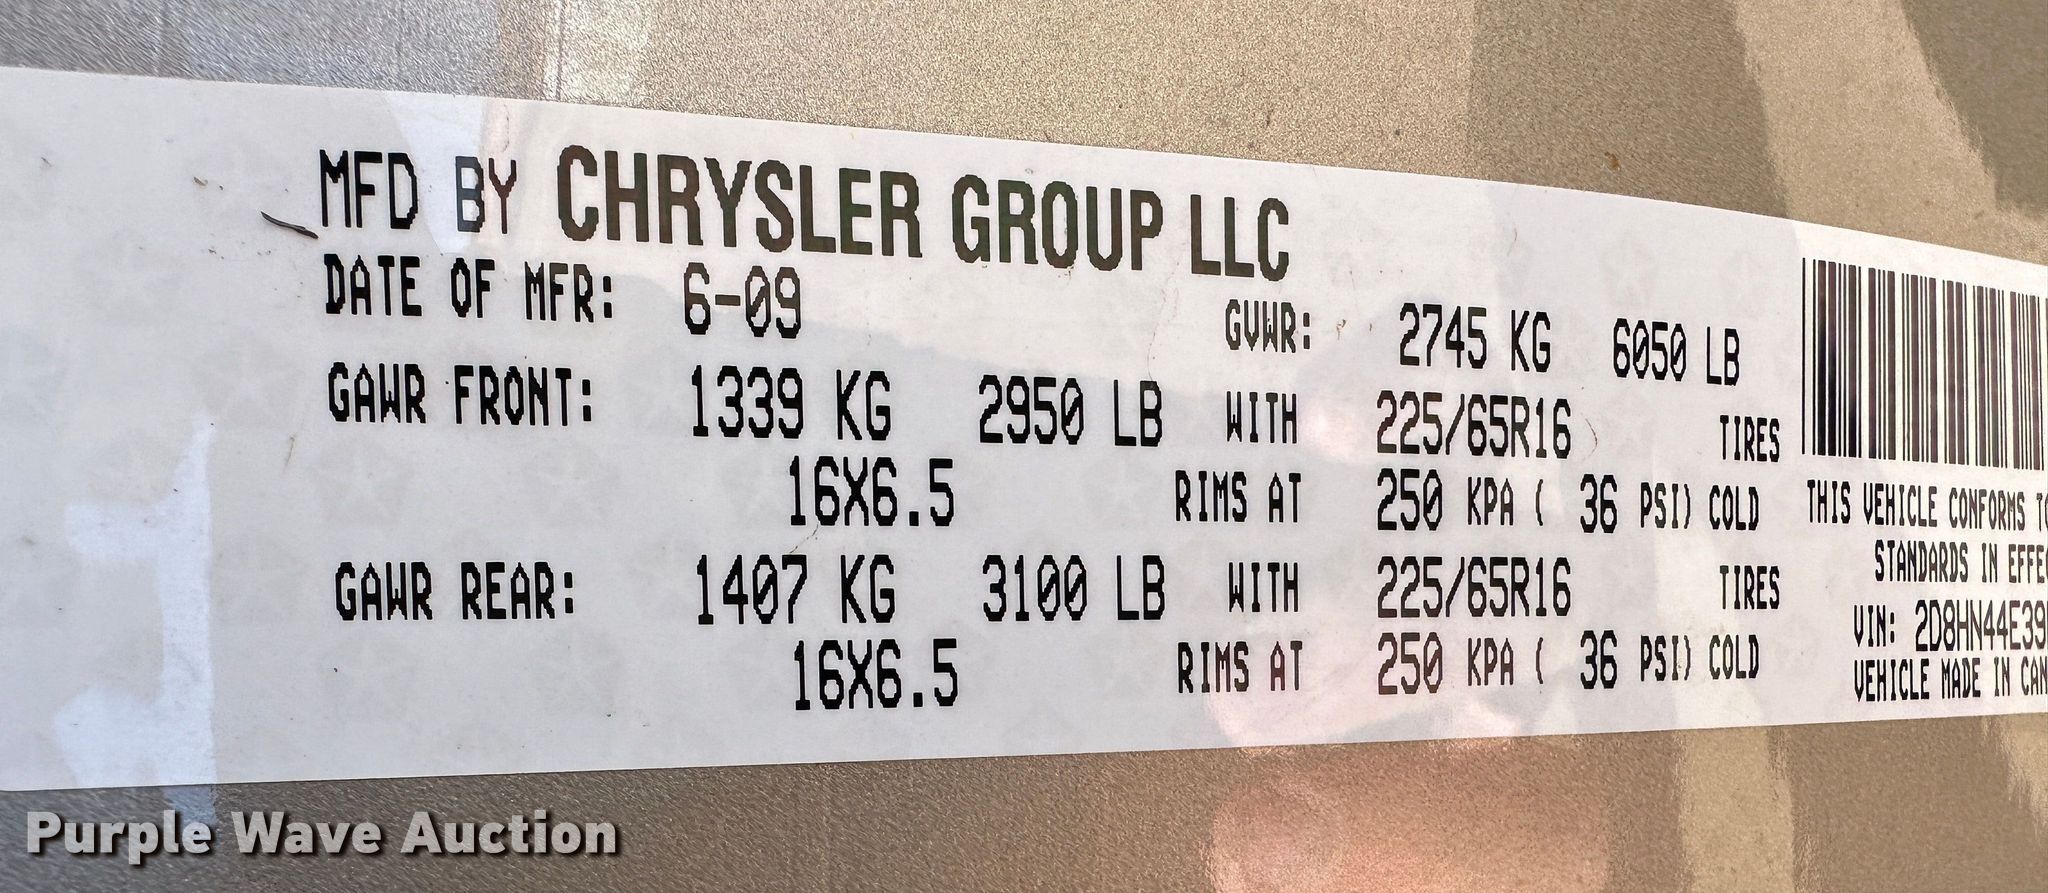 MFD BY CHRYSLER GROUP LLC
DATE OF MFR: 6-09 GVWR: 2745 KG 6050 LB
GAWR FRONT: 1339 KG 2950 LB WITH 225/65R16 TIRES
16X6.5 RIMS AT 250 KPA ( 36 PSI) COLD
GAWR REAR: 1407 KG 3100 LB WITH 225/65R16 TIRES
16X6.5 RIMS AT 250 KPA ( 36 PSI) COLD
THIS VEHICLE CONFORMS
STANDARDS IN
VIN: 2D8HN44E39
VEHICLE MADE IN
Purple Wave Auction